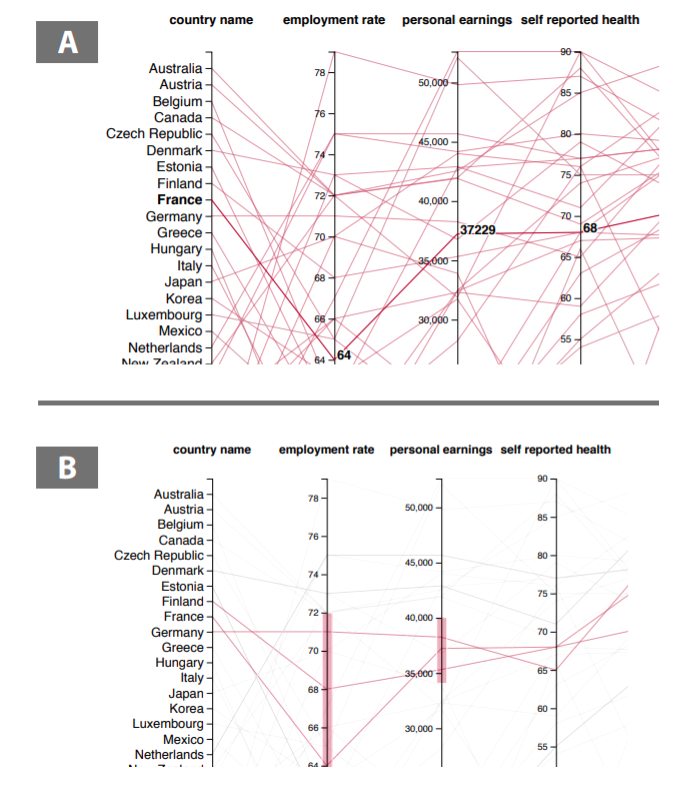 A
country name employment rate personal earnings self reported health
90
Australia 78 50,000 85
Austria
Belgium 76
Canada 45,000 80
Czech Republic
Denmark 74
Estonia 75
Finland 72 40,000
France 70
Germany 37229 68
Greece 70
Hungary 35,000 65
Italy
Japan 68
Korea 60
Luxembourg 66 30,000
Mexico 55
Netherlands
New Zealand 64 64
B
country name employment rate personal earnings self reported health
90
Australia 78
Austria 50,000 85
Belgium 76
Canada
Czech Republic 45,000 80
Denmark 74
Estonia 75
Finland 72 40,000
France
Germany 70
Greece 70
Hungary 35,000 65
Italy
Japan 68
Korea 60
Luxembourg 66 30,000
Mexico 55
Netherlands
New Zealand 64